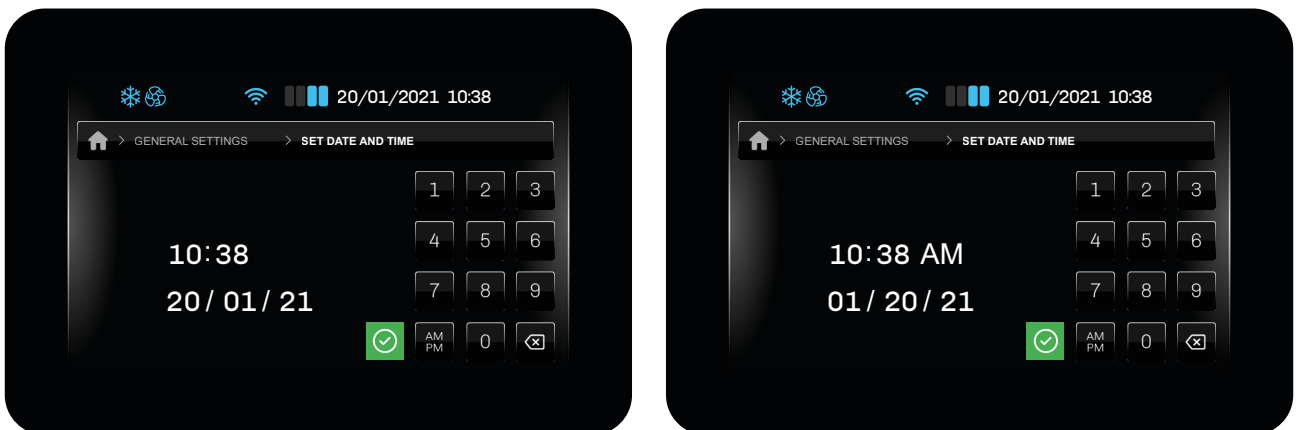 20/01/2021 10:38
GENERAL SETTINGS > SET DATE AND TIME
1 2 3
4 5 6
10:38
7 8 9
20/ 01/ 21
AM PM 0
20/01/2021 10:38
GENERAL SETTINGS > SET DATE AND TIME
1 2 3
4 5 6
10:38 AM
7 8 9
01/ 20/ 21
AM PM 0